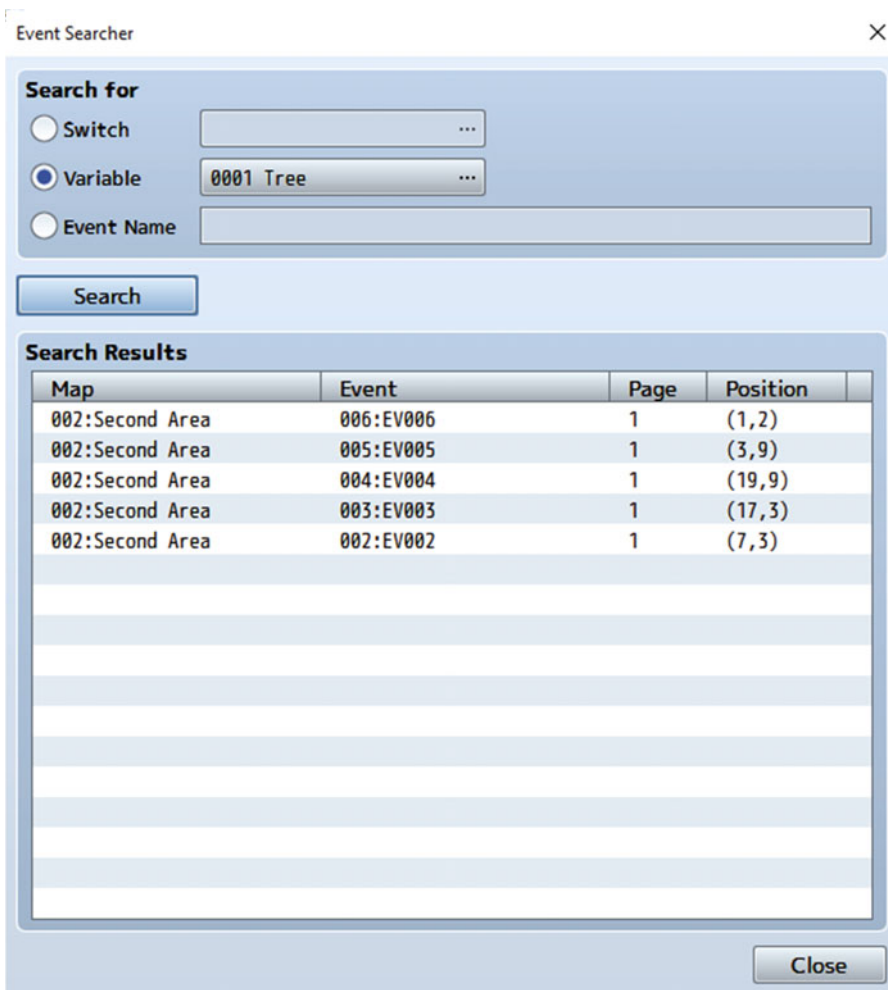 Event Searcher
Search for
Switch ...
Variable 0001 Tree ...
Event Name
Search
Search Results
Map Event Page Position
002:Second Area 006:EV006 1 (1,2)
002:Second Area 005:EV005 1 (3,9)
002:Second Area 004:EV004 1 (19,9)
002:Second Area 003:EV003 1 (17,3)
002:Second Area 002:EV002 1 (7,3)
Close